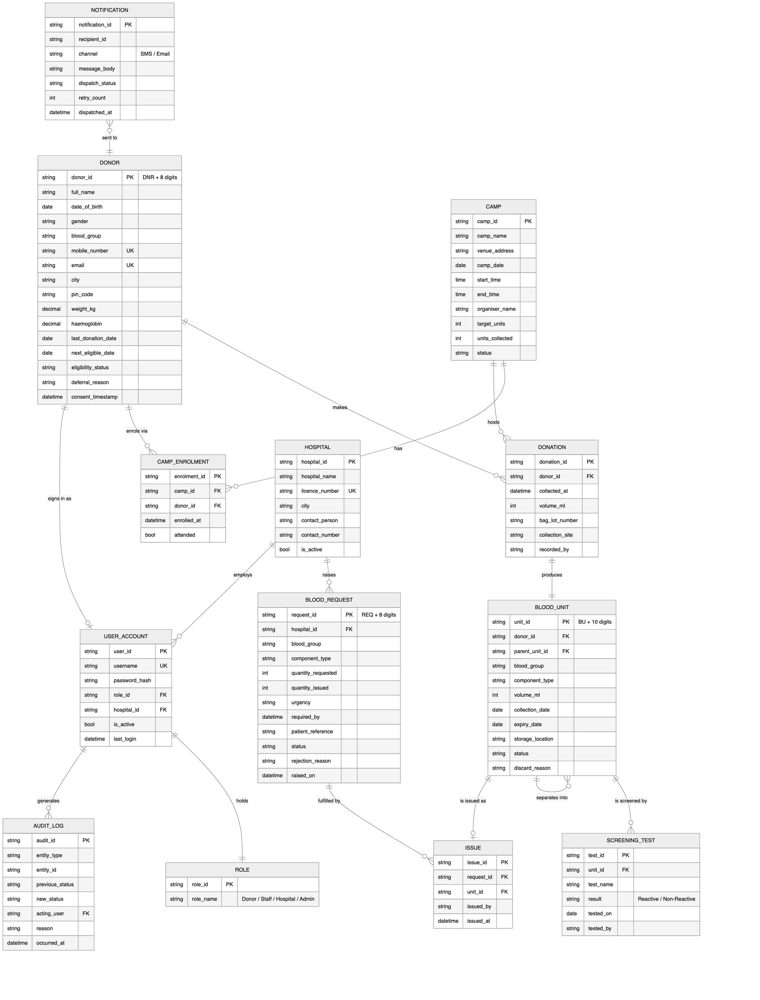 NOTIFICATION
string notification_id PK
string recipient_id
string channel SMS / Email
string message_body
string dispatch_status
int retry_count
datetime dispatched_at
sent to
DONOR
string donor_id PK DNR + 8 digits
string full_name
date date_of_birth
string gender
string blood_group
string mobile_number UK
string email UK
string city
string pin_code
decimal weight_kg
decimal haemoglobin
date last_donation_date
date next_eligible_date
string eligibility_status
string deferral_reason
datetime consent_timestamp
CAMP
string camp_id PK
string camp_name
string venue_address
date camp_date
time start_time
time end_time
string organiser_name
int target_units
int units_collected
string status
makes
hosts
enrols via
has
signs in as
CAMP_ENROLMENT
string enrolment_id PK
string camp_id FK
string donor_id FK
datetime enrolled_at
bool attended
HOSPITAL
string hospital_id PK
string hospital_name
string licence_number UK
string city
string contact_person
string contact_number
bool is_active
DONATION
string donation_id PK
string donor_id FK
datetime collected_at
int volume_ml
string bag_lot_number
string collection_site
string recorded_by
employs
raises
produces
USER_ACCOUNT
string user_id PK
string username UK
string password_hash
string role_id FK
string hospital_id FK
bool is_active
datetime last_login
BLOOD_REQUEST
string request_id PK REQ + 8 digits
string hospital_id FK
string blood_group
string component_type
int quantity_requested
int quantity_issued
string urgency
datetime required_by
string patient_reference
string status
string rejection_reason
datetime raised_on
BLOOD_UNIT
string unit_id PK BU + 10 digits
string donor_id FK
string parent_unit_id FK
string blood_group
string component_type
int volume_ml
date collection_date
date expiry_date
string storage_location
string status
string discard_reason
generates
holds
fulfilled by
is issued as
separates into
is screened by
AUDIT_LOG
string audit_id PK
string entity_type
string entity_id
string previous_status
string new_status
string acting_user FK
string reason
datetime occurred_at
ROLE
string role_id PK
string role_name Donor / Staff / Hospital / Admin
ISSUE
string issue_id PK
string request_id FK
string unit_id FK
string issued_by
datetime issued_at
SCREENING_TEST
string test_id PK
string unit_id FK
string test_name
string result Reactive / Non-Reactive
date tested_on
string tested_by